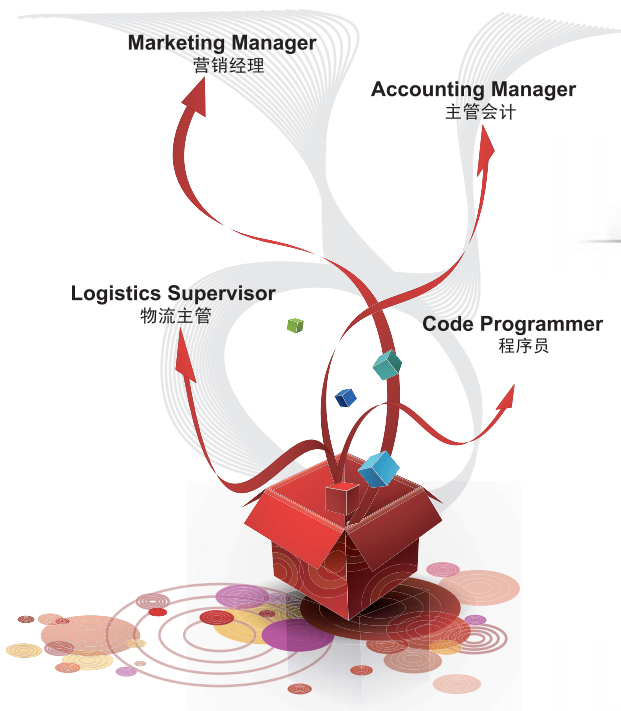 Marketing Manager
营销经理
Accounting Manager
主管会计
Logistics Supervisor
物流主管
Code Programmer
程序员